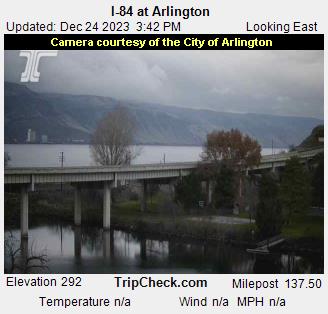 I-84 at Arlington
Updated: Dec 24 2023 3:42 PM Looking East
Camera courtesy of the City of Arlington
Elevation 292 TripCheck.com Milepost 137.50
Temperature n/a Wind n/a MPH n/a